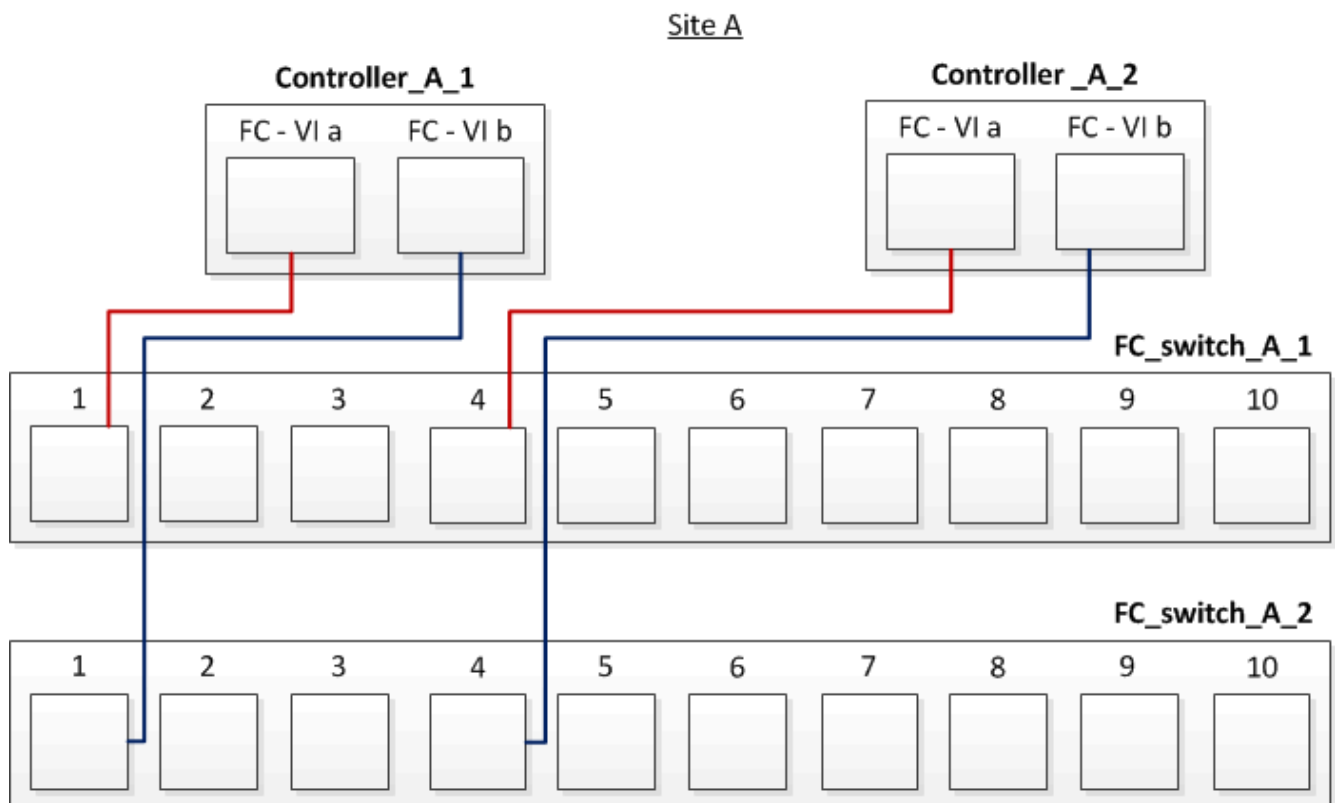 Site A
Controller_A_1
Controller _A_2
FC - VI a
FC - VI b
FC - VI a
FC - VI b
FC_switch_A_1
1 2 3 4 5 6 7 8 9 10
FC_switch_A_2
1 2 3 4 5 6 7 8 9 10